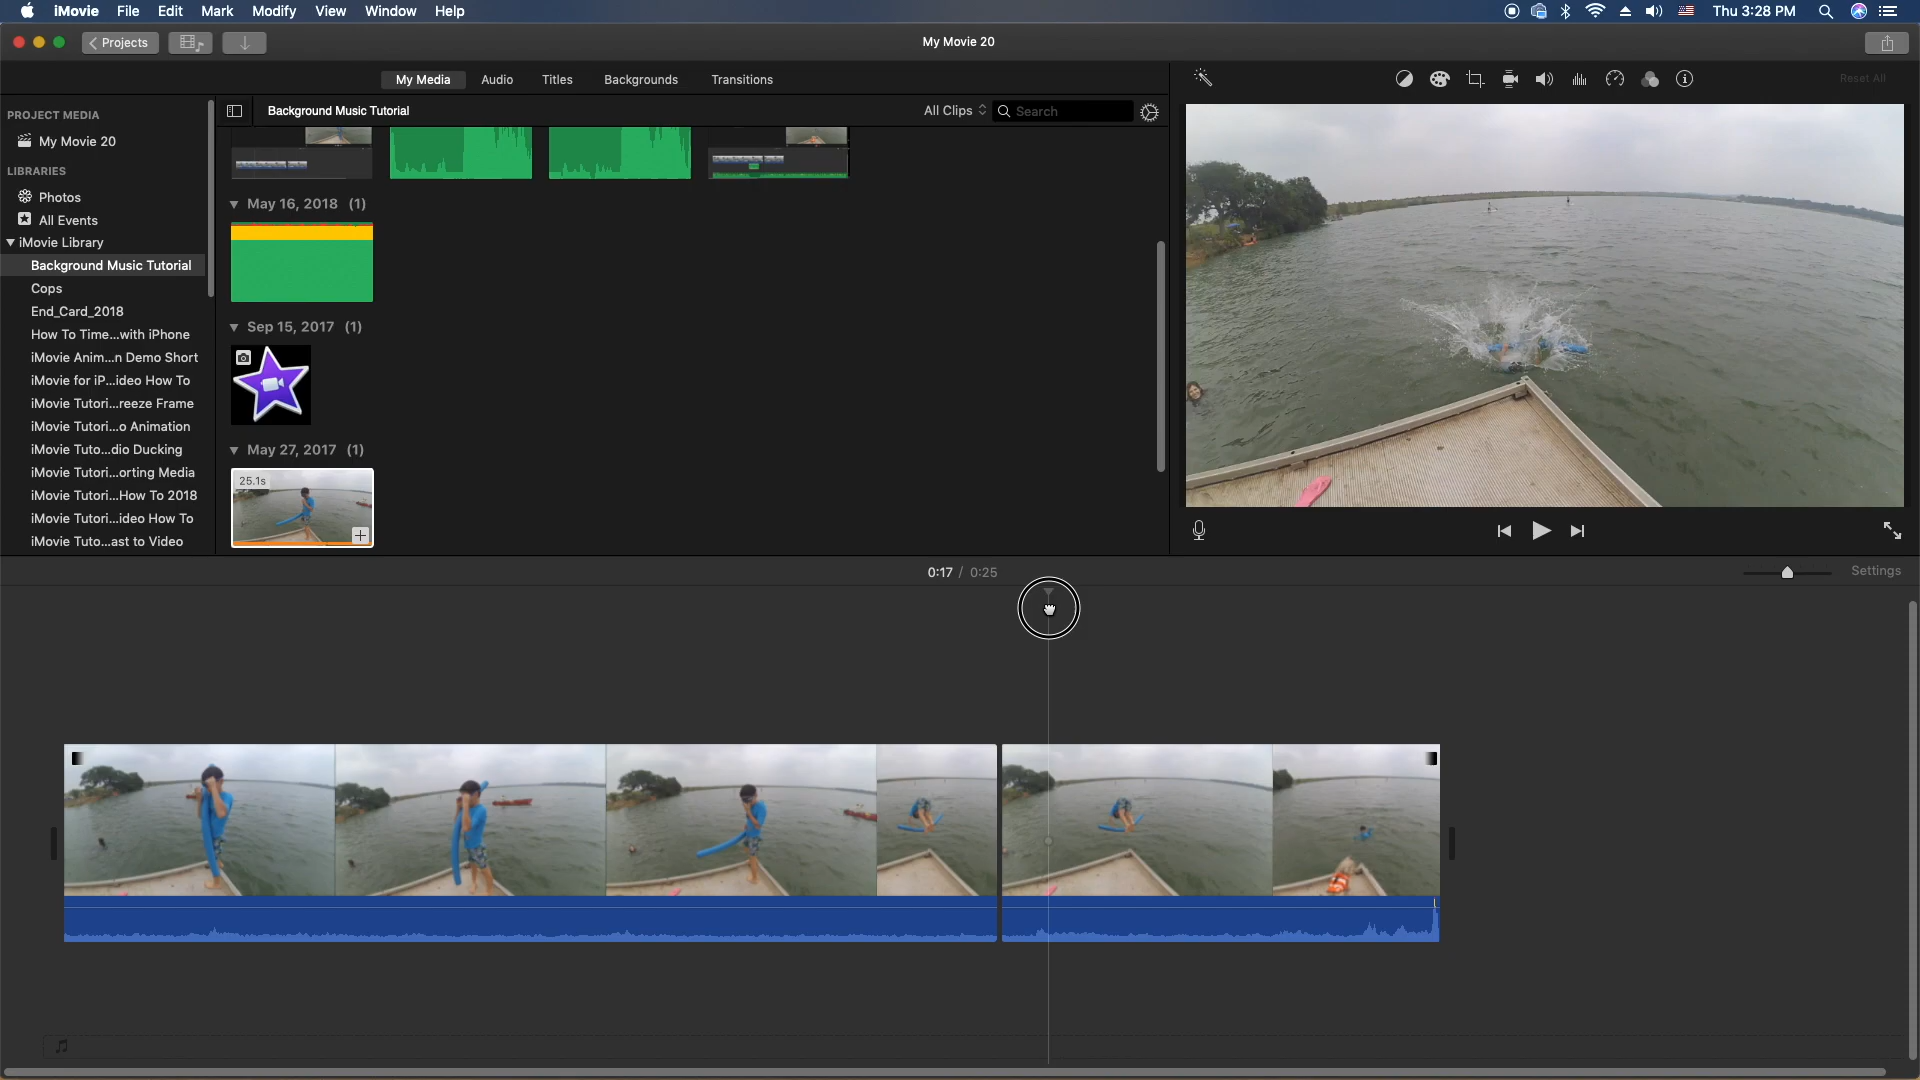 iMovie File Edit Mark Modify View Window Help
Thu 3:28 PM
Projects
My Movie 20
My Media Audio Titles Backgrounds Transitions
Reset All
PROJECT MEDIA
My Movie 20
LIBRARIES
Photos
All Events
iMovie Library
Background Music Tutorial
Cops
End_Card_2018
How To Time...with iPhone
iMovie Anim...n Demo Short
iMovie for iP...ideo How To
iMovie Tutori...reeze Frame
iMovie Tutori...o Animation
iMovie Tuto...dio Ducking
iMovie Tutori...orting Media
iMovie Tutori...How To 2018
iMovie Tutori...ideo How To
iMovie Tuto...ast to Video
Background Music Tutorial
All Clips
Search
May 16, 2018 (1)
Sep 15, 2017 (1)
May 27, 2017 (1)
25.1s
0:17 / 0:25
Settings